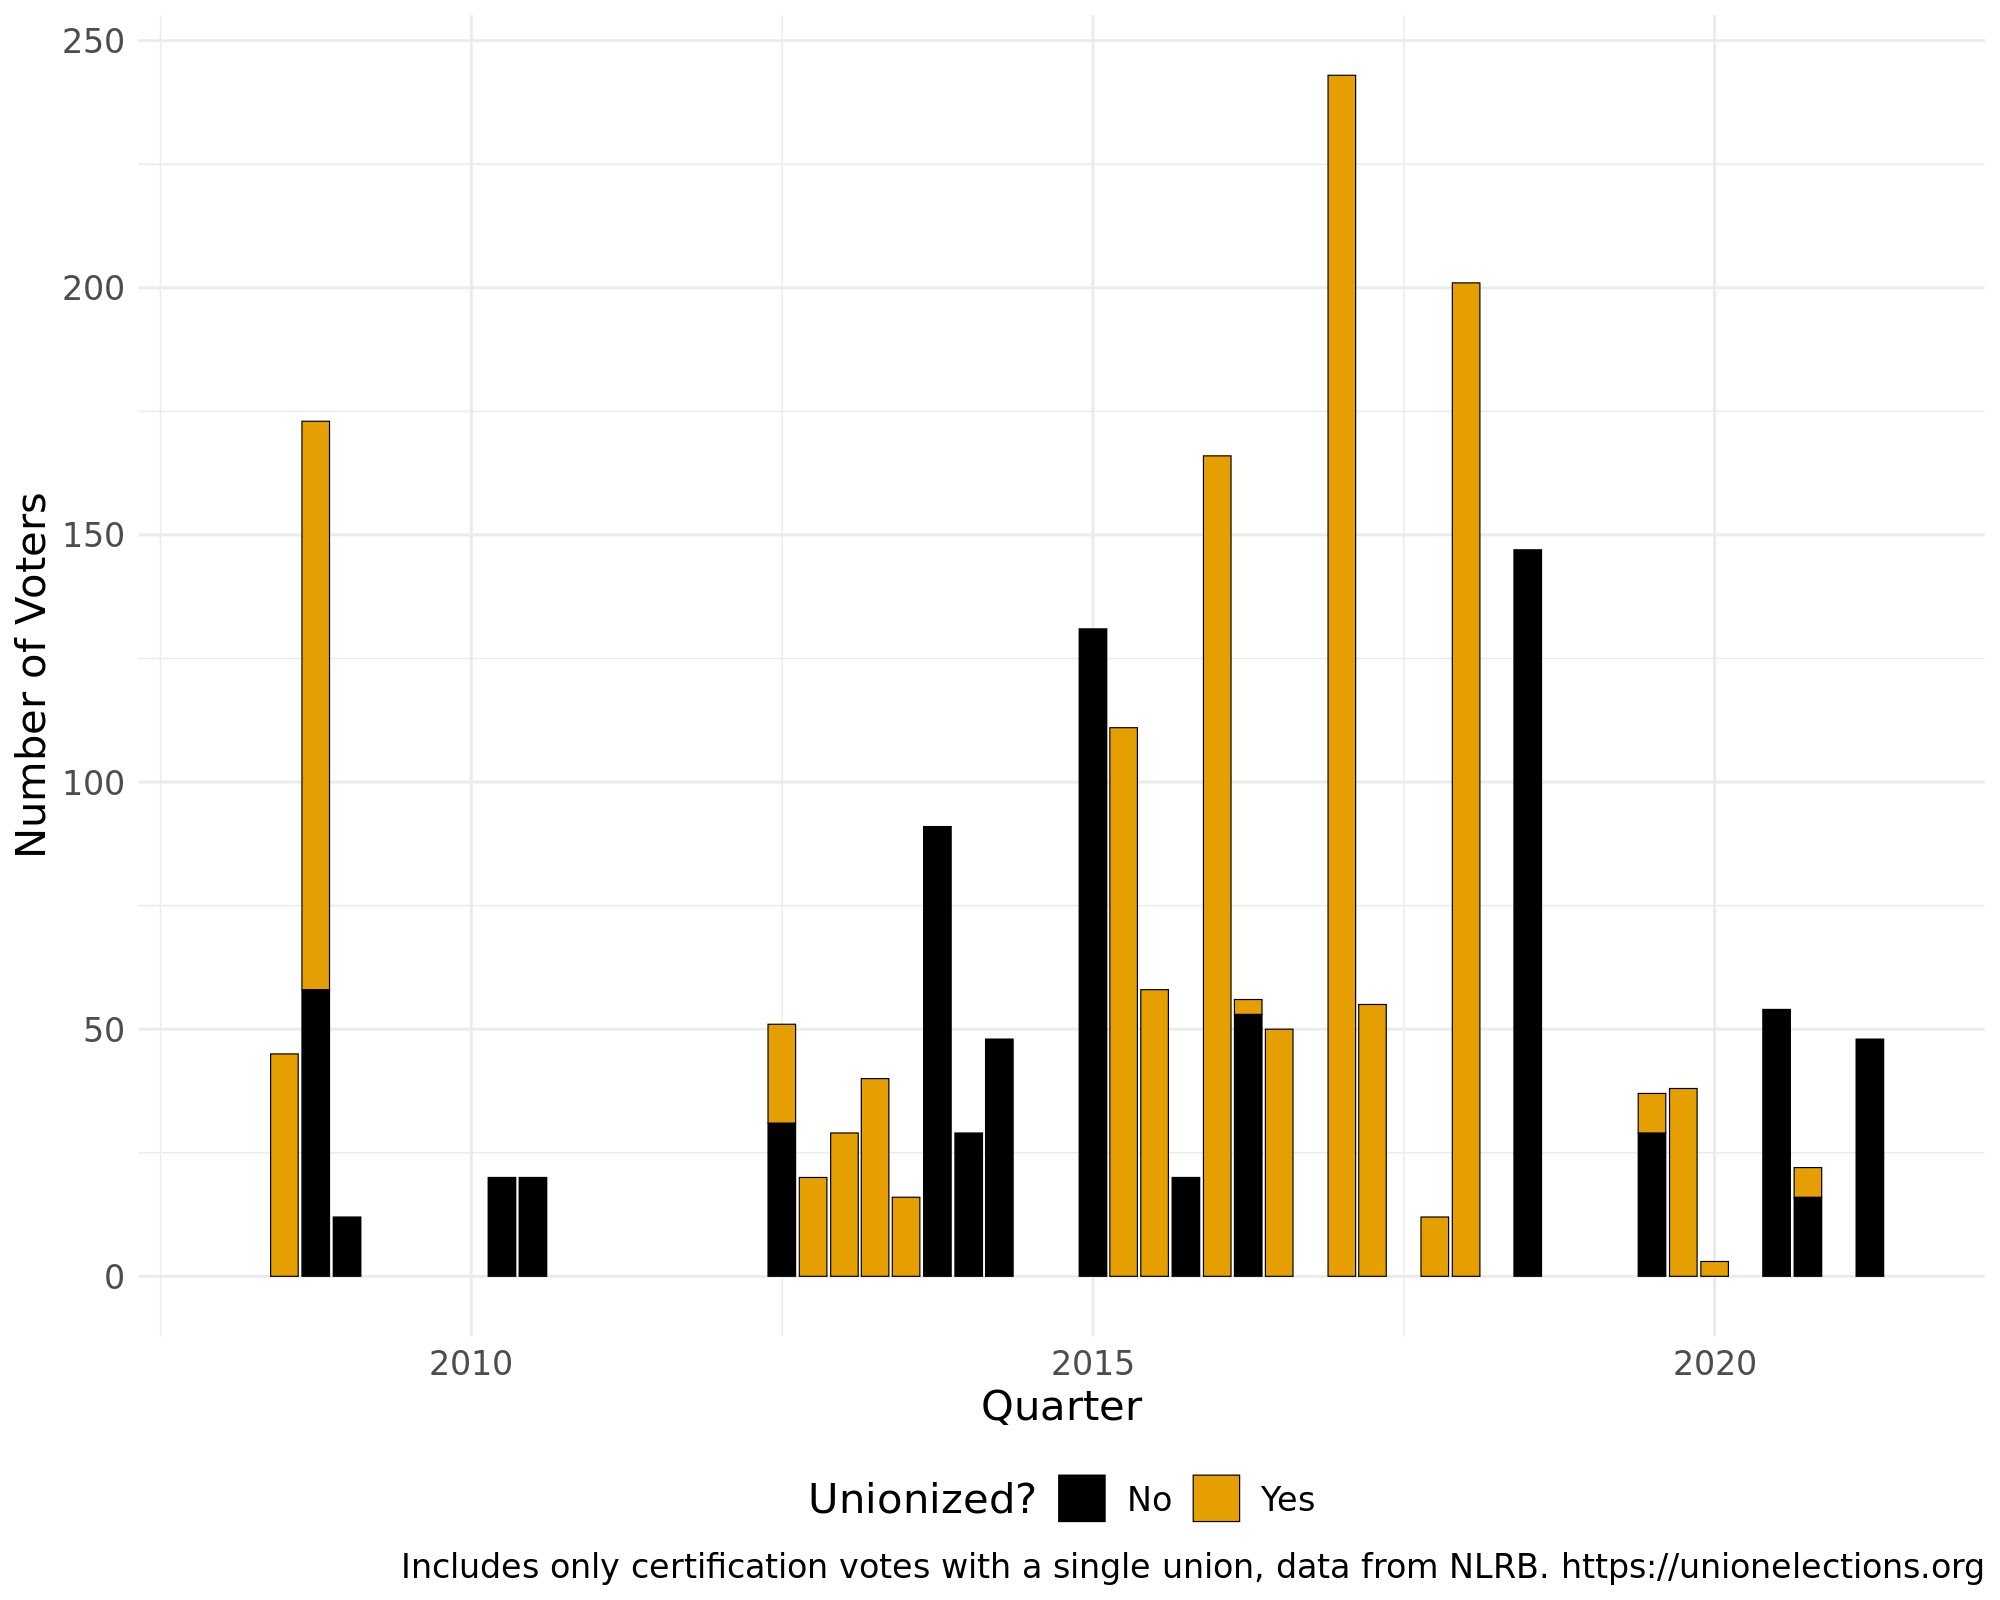 250
200
150
100
50
0
Number of Voters
2010 2015 2020
Quarter
Unionized? No Yes
Includes only certification votes with a single union, data from NLRB. https://unionelections.org